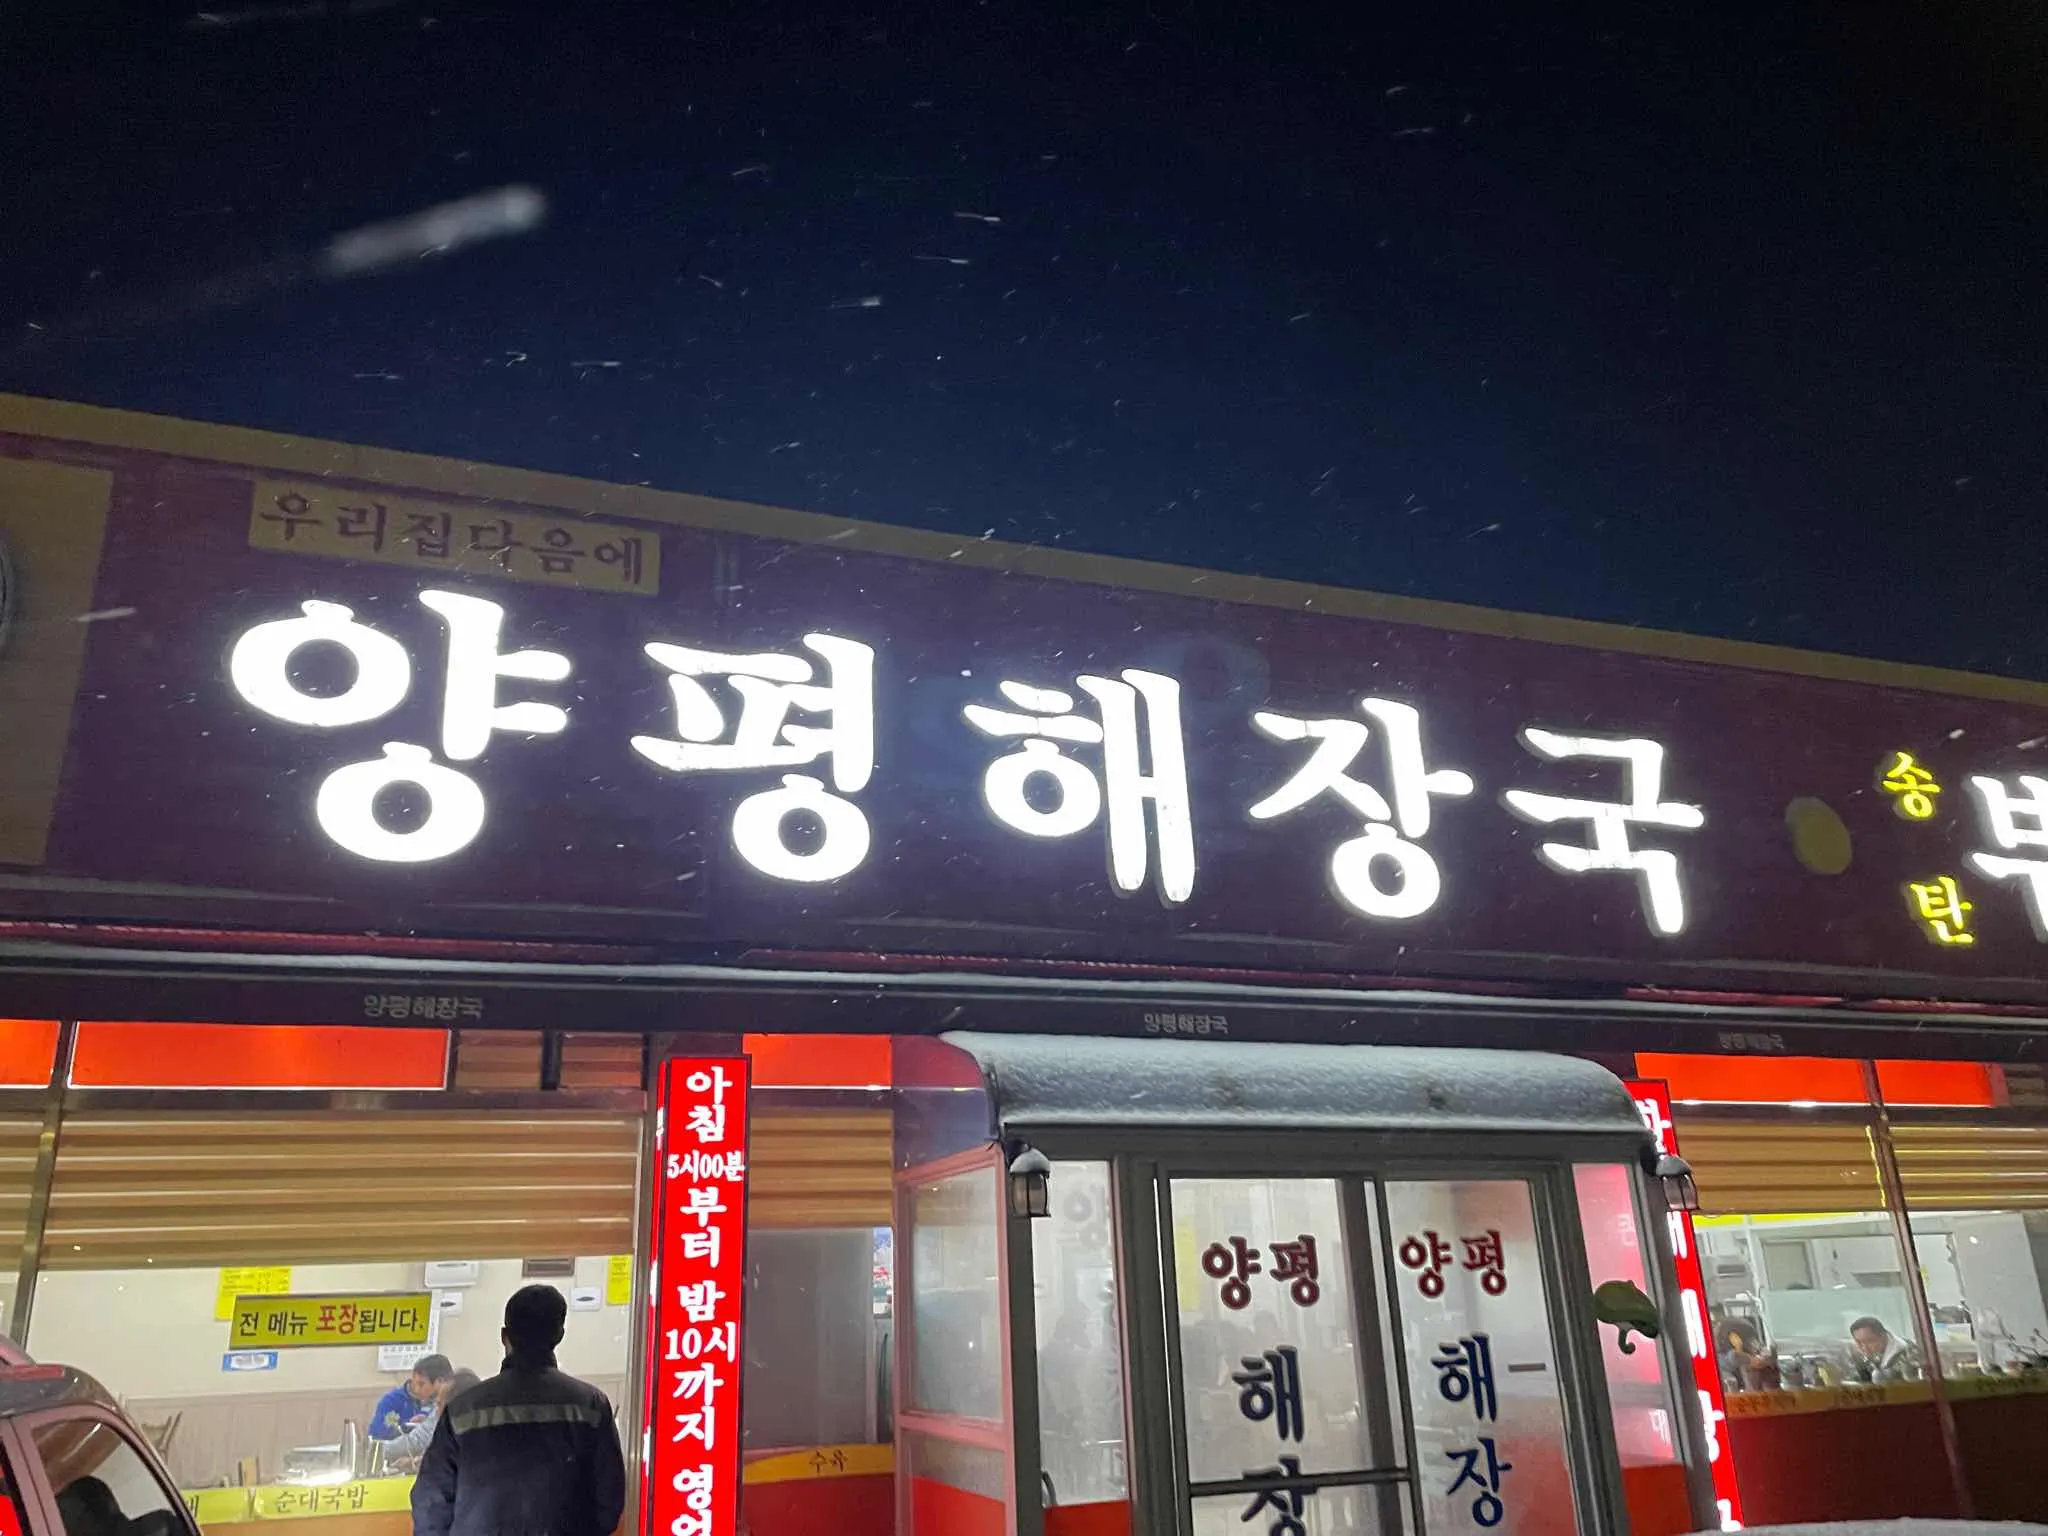 우리집다음에
양평해장국
송탄
양평해장국
양평해장국
양평해장국
아침
5시00분
부터
밤
10시
까지
영업
전 메뉴 포장됩니다.
순대국밥
수육
양평
해장
양평
해장